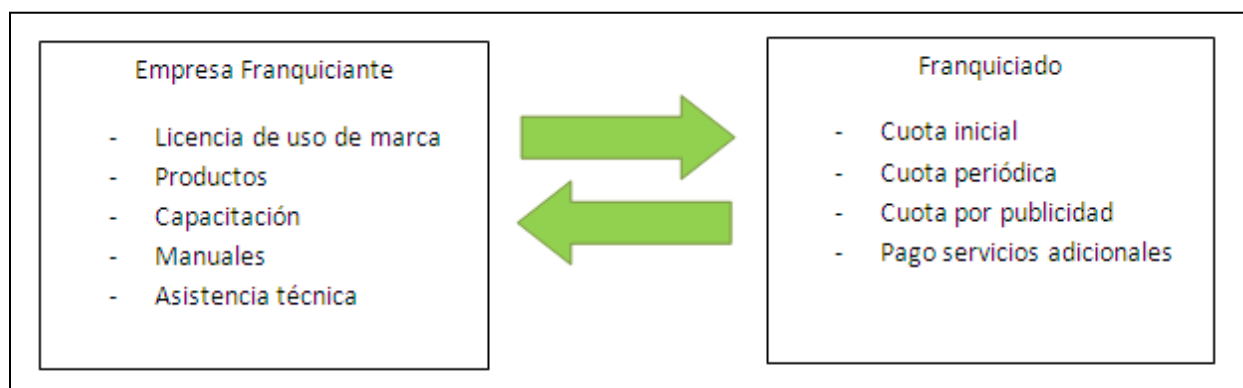 Empresa Franquiciante
- Licencia de uso de marca
- Productos
- Capacitación
- Manuales
- Asistencia técnica
Franquiciado
- Cuota inicial
- Cuota periódica
- Cuota por publicidad
- Pago servicios adicionales